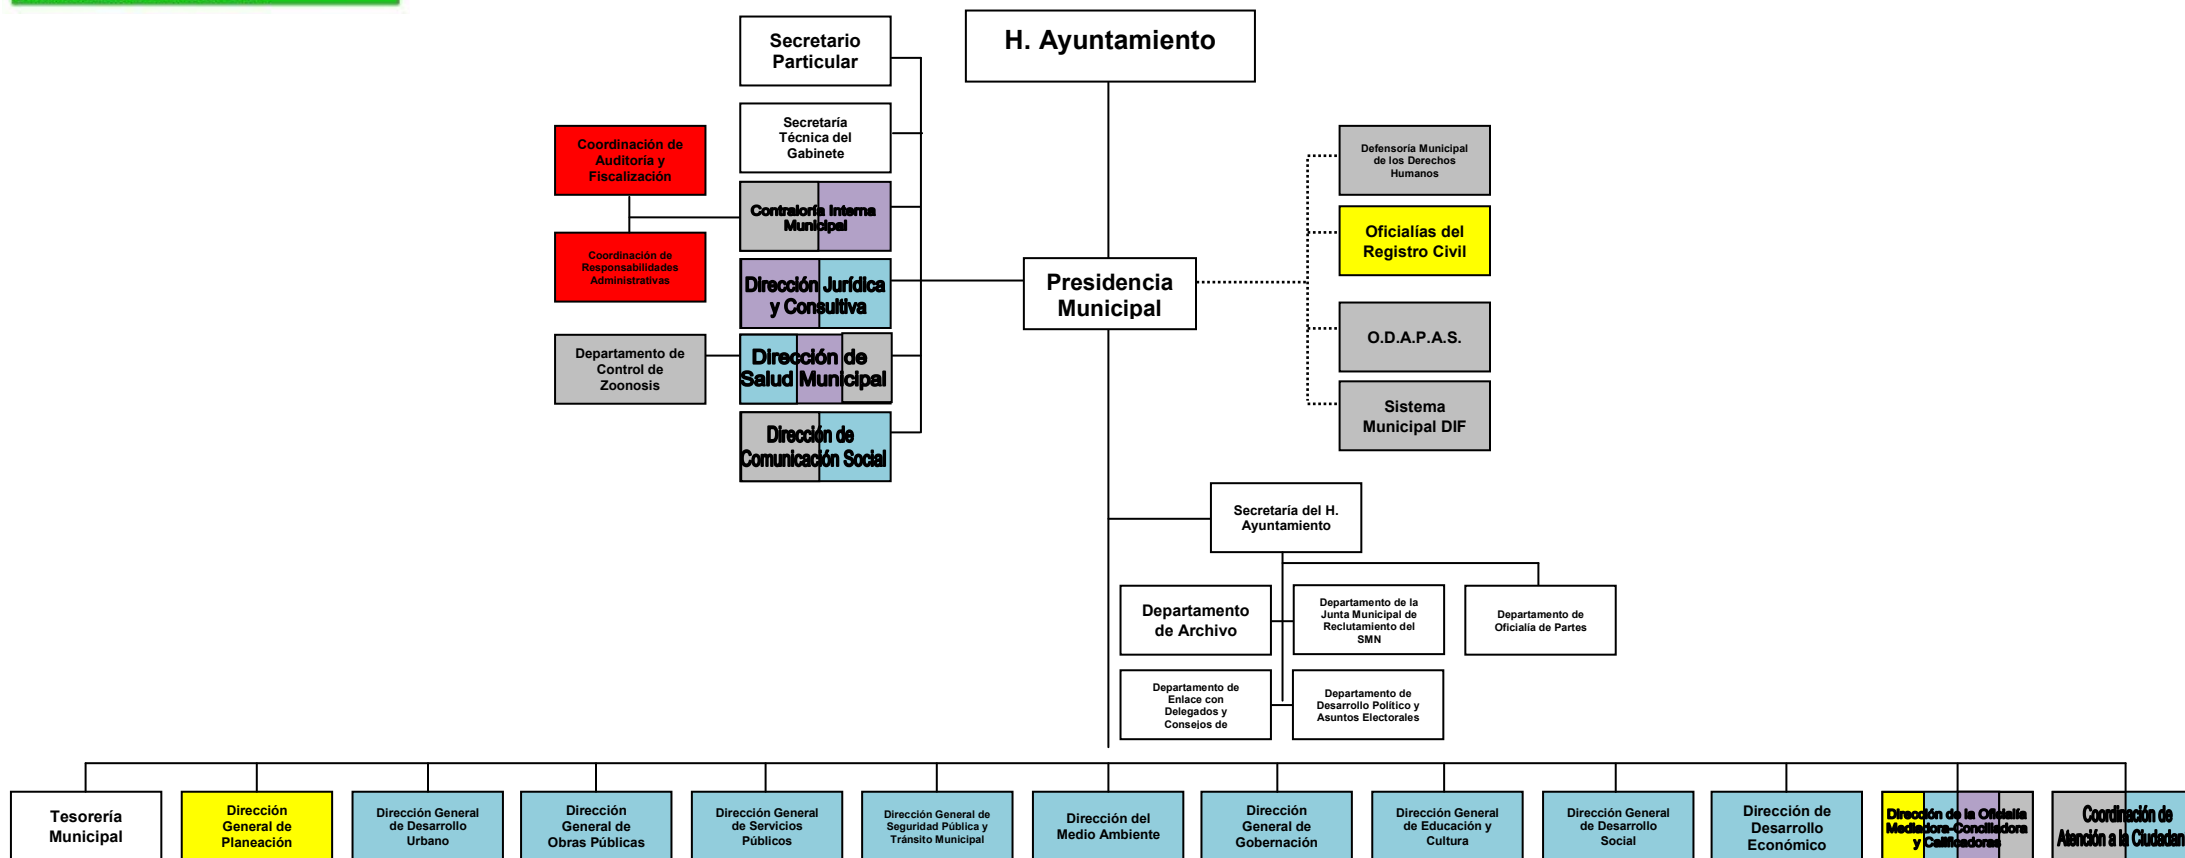 H. Ayuntamiento
Secretario
Particular
Secretaría
Técnica del
Gabinete
Coordinación de
Auditoría y
Fiscalización
Contraloría Interna
Municipal
Coordinación de
Responsabilidades
Administrativas
Dirección Jurídica
y Consultiva
Departamento de
Control de
Zoonosis
Dirección de
Salud Municipal
Dirección de
Comunicación Social
Presidencia
Municipal
Defensoría Municipal
de los Derechos
Humanos
Oficialías del
Registro Civil
O.D.A.P.A.S.
Sistema
Municipal DIF
Secretaría del H.
Ayuntamiento
Departamento
de Archivo
Departamento de la
Junta Municipal de
Reclutamiento del
SMN
Departamento de
Oficialía de Partes
Departamento de
Enlace con
Delegados y
Consejos de
Departamento de
Desarrollo Político y
Asuntos Electorales
Tesorería
Municipal
Dirección
General de
Planeación
Dirección General
de Desarrollo
Urbano
Dirección
General de
Obras Públicas
Dirección General
de Servicios
Públicos
Dirección General de
Seguridad Pública y
Tránsito Municipal
Dirección del
Medio Ambiente
Dirección
General de
Gobernación
Dirección General
de Educación y
Cultura
Dirección General
de Desarrollo
Social
Dirección de
Desarrollo
Económico
Dirección de la Oficialía
Mediadora-Conciliadora
y Calificadoras
Coordinación de
Atención a la Ciudadan